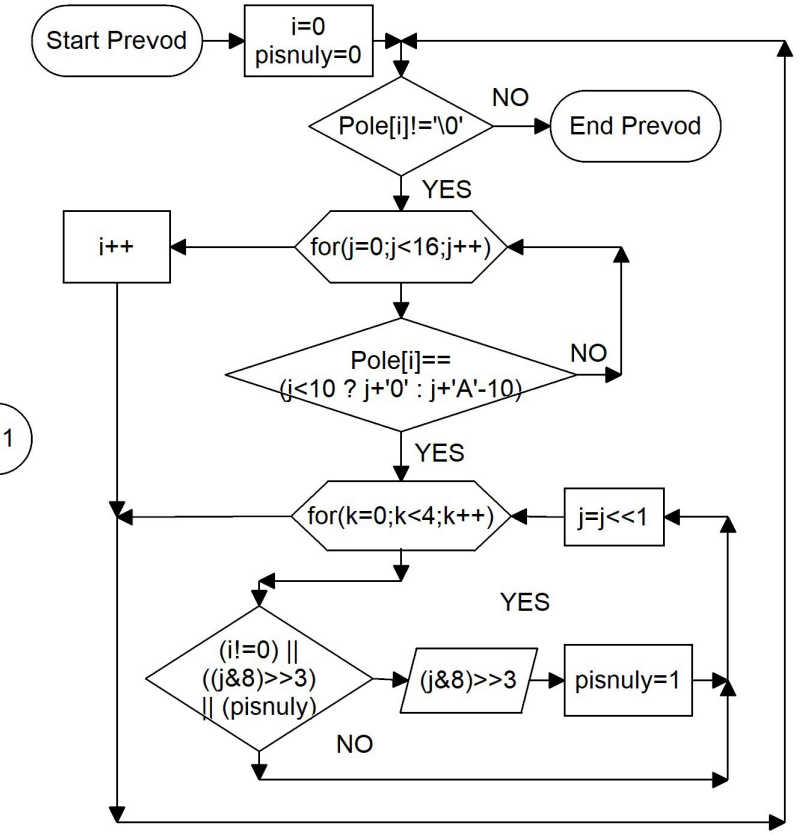 Start Prevod
i=0
pisnuly=0
Pole[i]!='\0'
NO
End Prevod
YES
i++
for(j=0;j<16;j++)
Pole[i]==
(j<10 ? j+'0' : j+'A'-10)
NO
1
YES
for(k=0;k<4;k++)
j=j<<1
YES
(i!=0) ||
((j&8)>>3)
|| (pisnuly)
(j&8)>>3
pisnuly=1
NO